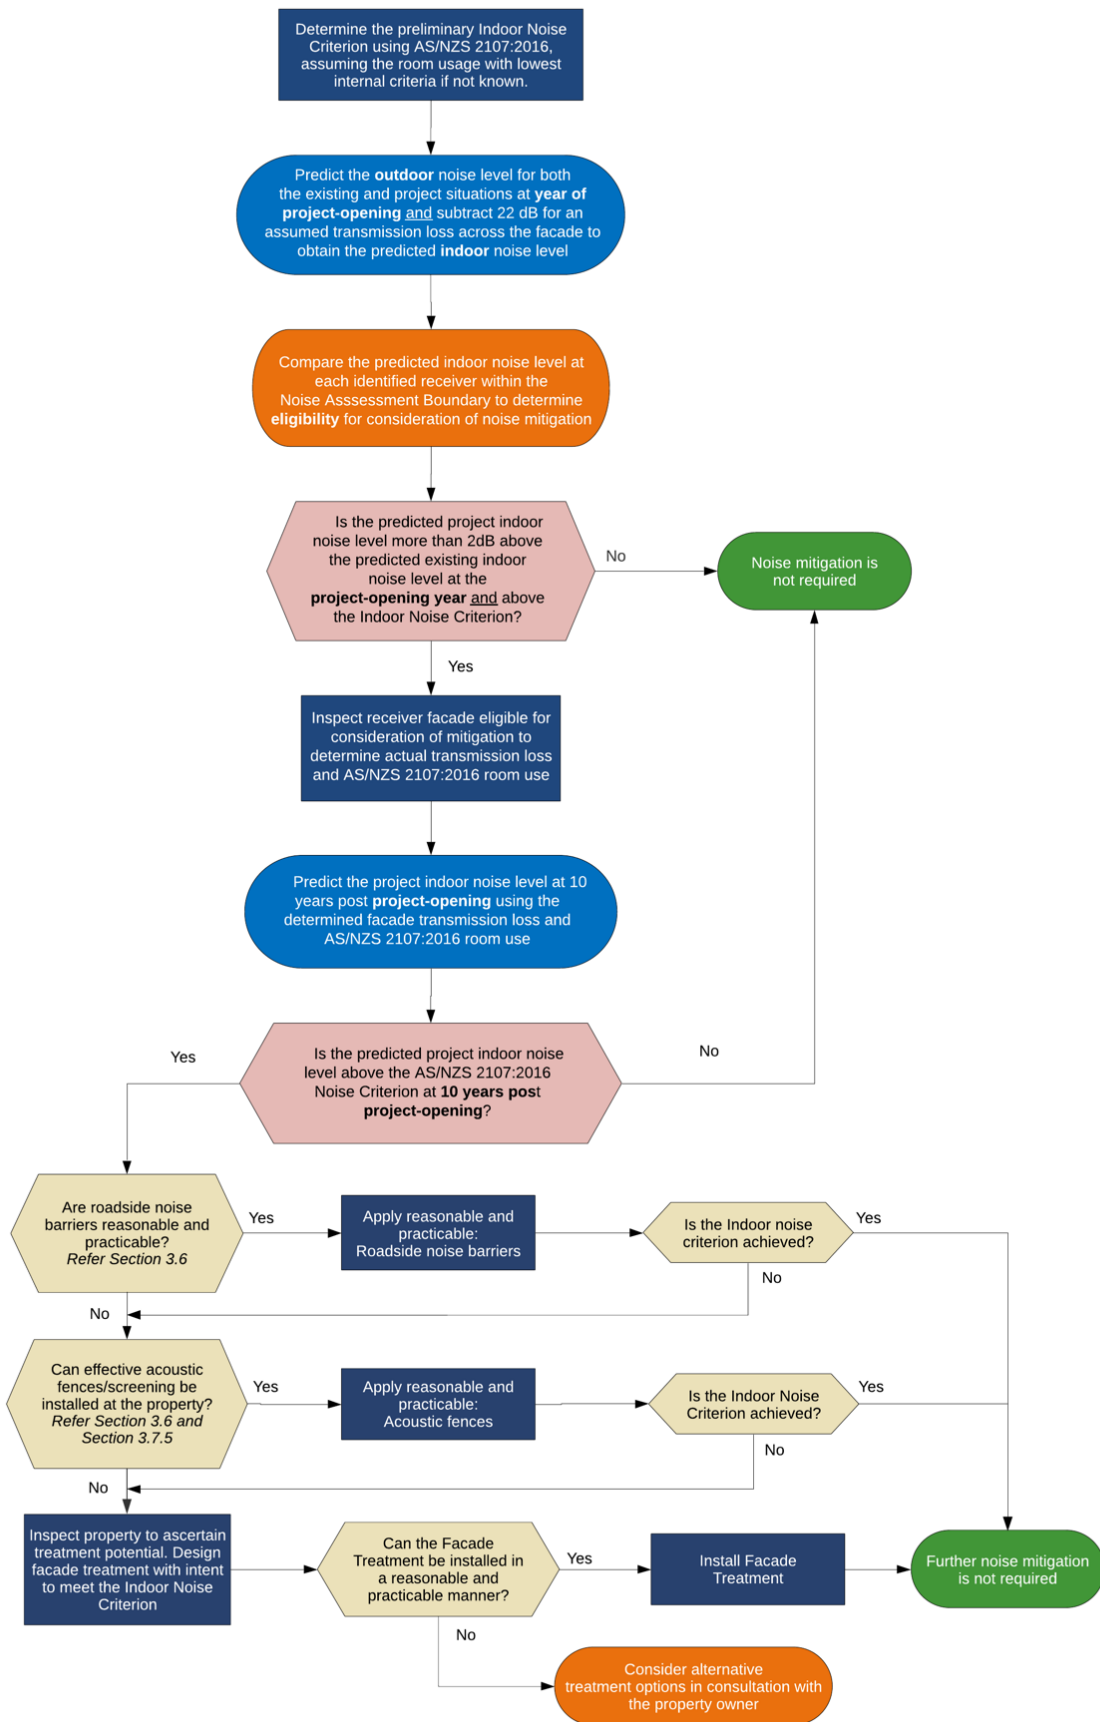 Determine the preliminary Indoor Noise
Criterion using AS/NZS 2107:2016,
assuming the room usage with lowest
internal criteria if not known.
Predict the outdoor noise level for both
the existing and project situations at year of
project-opening and subtract 22 dB for an
assumed transmission loss across the facade to
obtain the predicted indoor noise level
Compare the predicted indoor noise level at
each identified receiver within the
Noise Asssessment Boundary to determine
eligibility for consideration of noise mitigation
Is the predicted project indoor
noise level more than 2dB above
the predicted existing indoor
noise level at the
project-opening year and above
the Indoor Noise Criterion?
No
Noise mitigation is
not required
Yes
Inspect receiver facade eligible for
consideration of mitigation to
determine actual transmission loss
and AS/NZS 2107:2016 room use
Predict the project indoor noise level at 10
years post project-opening using the
determined facade transmission loss and
AS/NZS 2107:2016 room use
Is the predicted project indoor noise
level above the AS/NZS 2107:2016
Noise Criterion at 10 years post
project-opening?
Yes
No
Are roadside noise
barriers reasonable and
practicable?
Refer Section 3.6
Yes
Apply reasonable and
practicable:
Roadside noise barriers
Is the Indoor noise
criterion achieved?
Yes
No
No
Can effective acoustic
fences/screening be
installed at the property?
Refer Section 3.6 and
Section 3.7.5
Yes
Apply reasonable and
practicable:
Acoustic fences
Is the Indoor Noise
Criterion achieved?
Yes
No
No
Inspect property to ascertain
treatment potential. Design
facade treatment with intent
to meet the Indoor Noise
Criterion
Can the Facade
Treatment be installed in
a reasonable and
practicable manner?
Yes
Install Facade
Treatment
Further noise mitigation
is not required
No
Consider alternative
treatment options in consultation with
the property owner